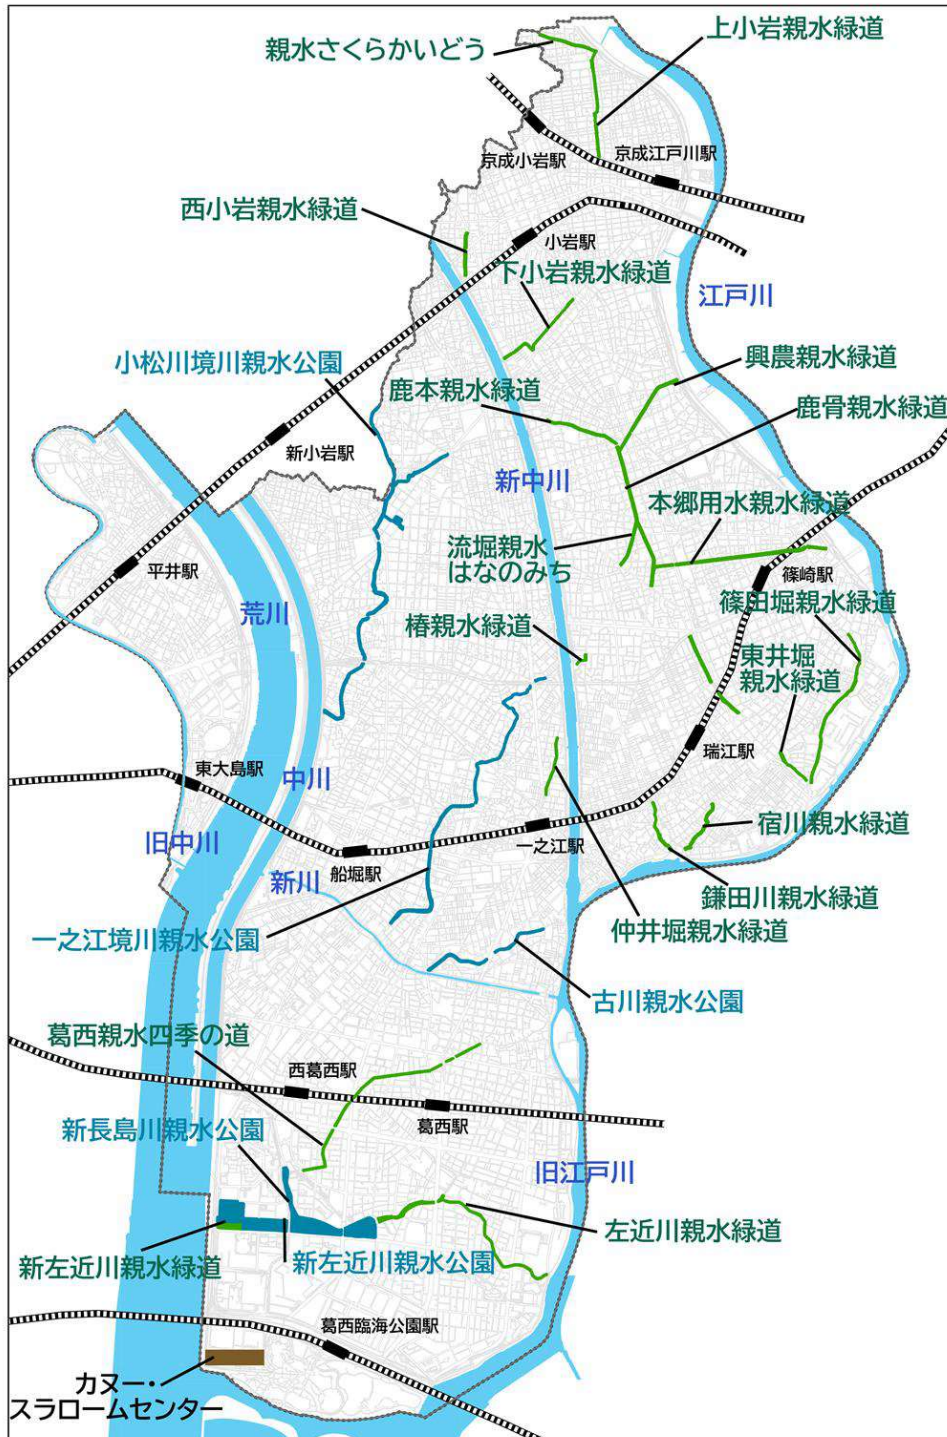 上小岩親水緑道
親水さくらかいどう
京成小岩駅
京成江戸川駅
西小岩親水緑道
小岩駅
下小岩親水緑道
江戸川
小松川境川親水公園
興農親水緑道
鹿本親水緑道
鹿骨親水緑道
新小岩駅
新中川
本郷用水親水緑道
流堀親水
はなのみち
平井駅
篠崎駅
荒川
篠田堀親水緑道
椿親水緑道
東井堀
親水緑道
瑞江駅
東大島駅
中川
宿川親水緑道
旧中川
一之江駅
船堀駅
新川
鎌田川親水緑道
仲井堀親水緑道
一之江境川親水公園
古川親水公園
葛西親水四季の道
西葛西駅
葛西駅
新長島川親水公園
旧江戸川
左近川親水緑道
新左近川親水緑道
新左近川親水公園
葛西臨海公園駅
カヌー・
スラロームセンター